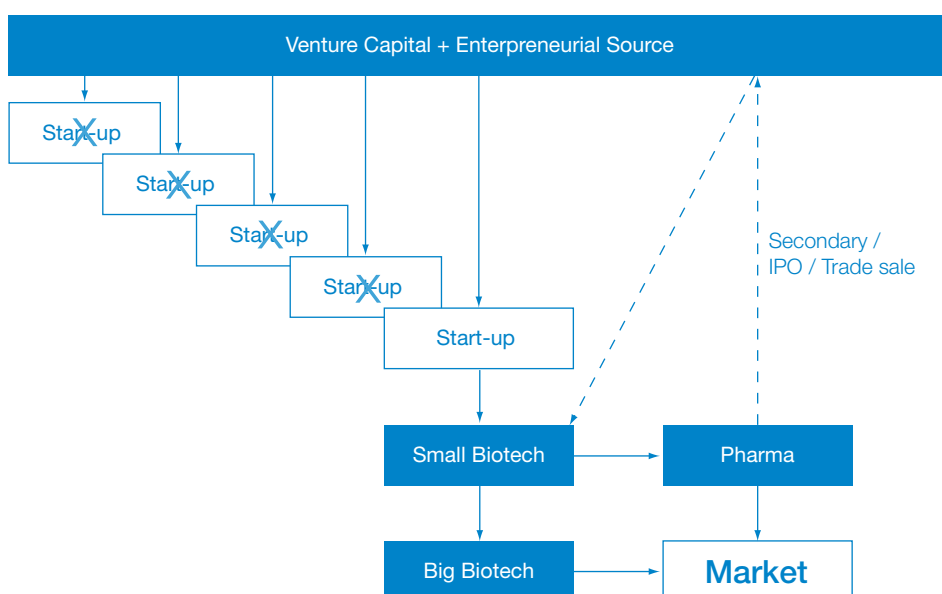 Venture Capital + Enterpreneurial Source
Start-up
X
Start-up
X
Start-up
X
Start-up
X
Start-up
Secondary /
IPO / Trade sale
Small Biotech
Pharma
Big Biotech
Market